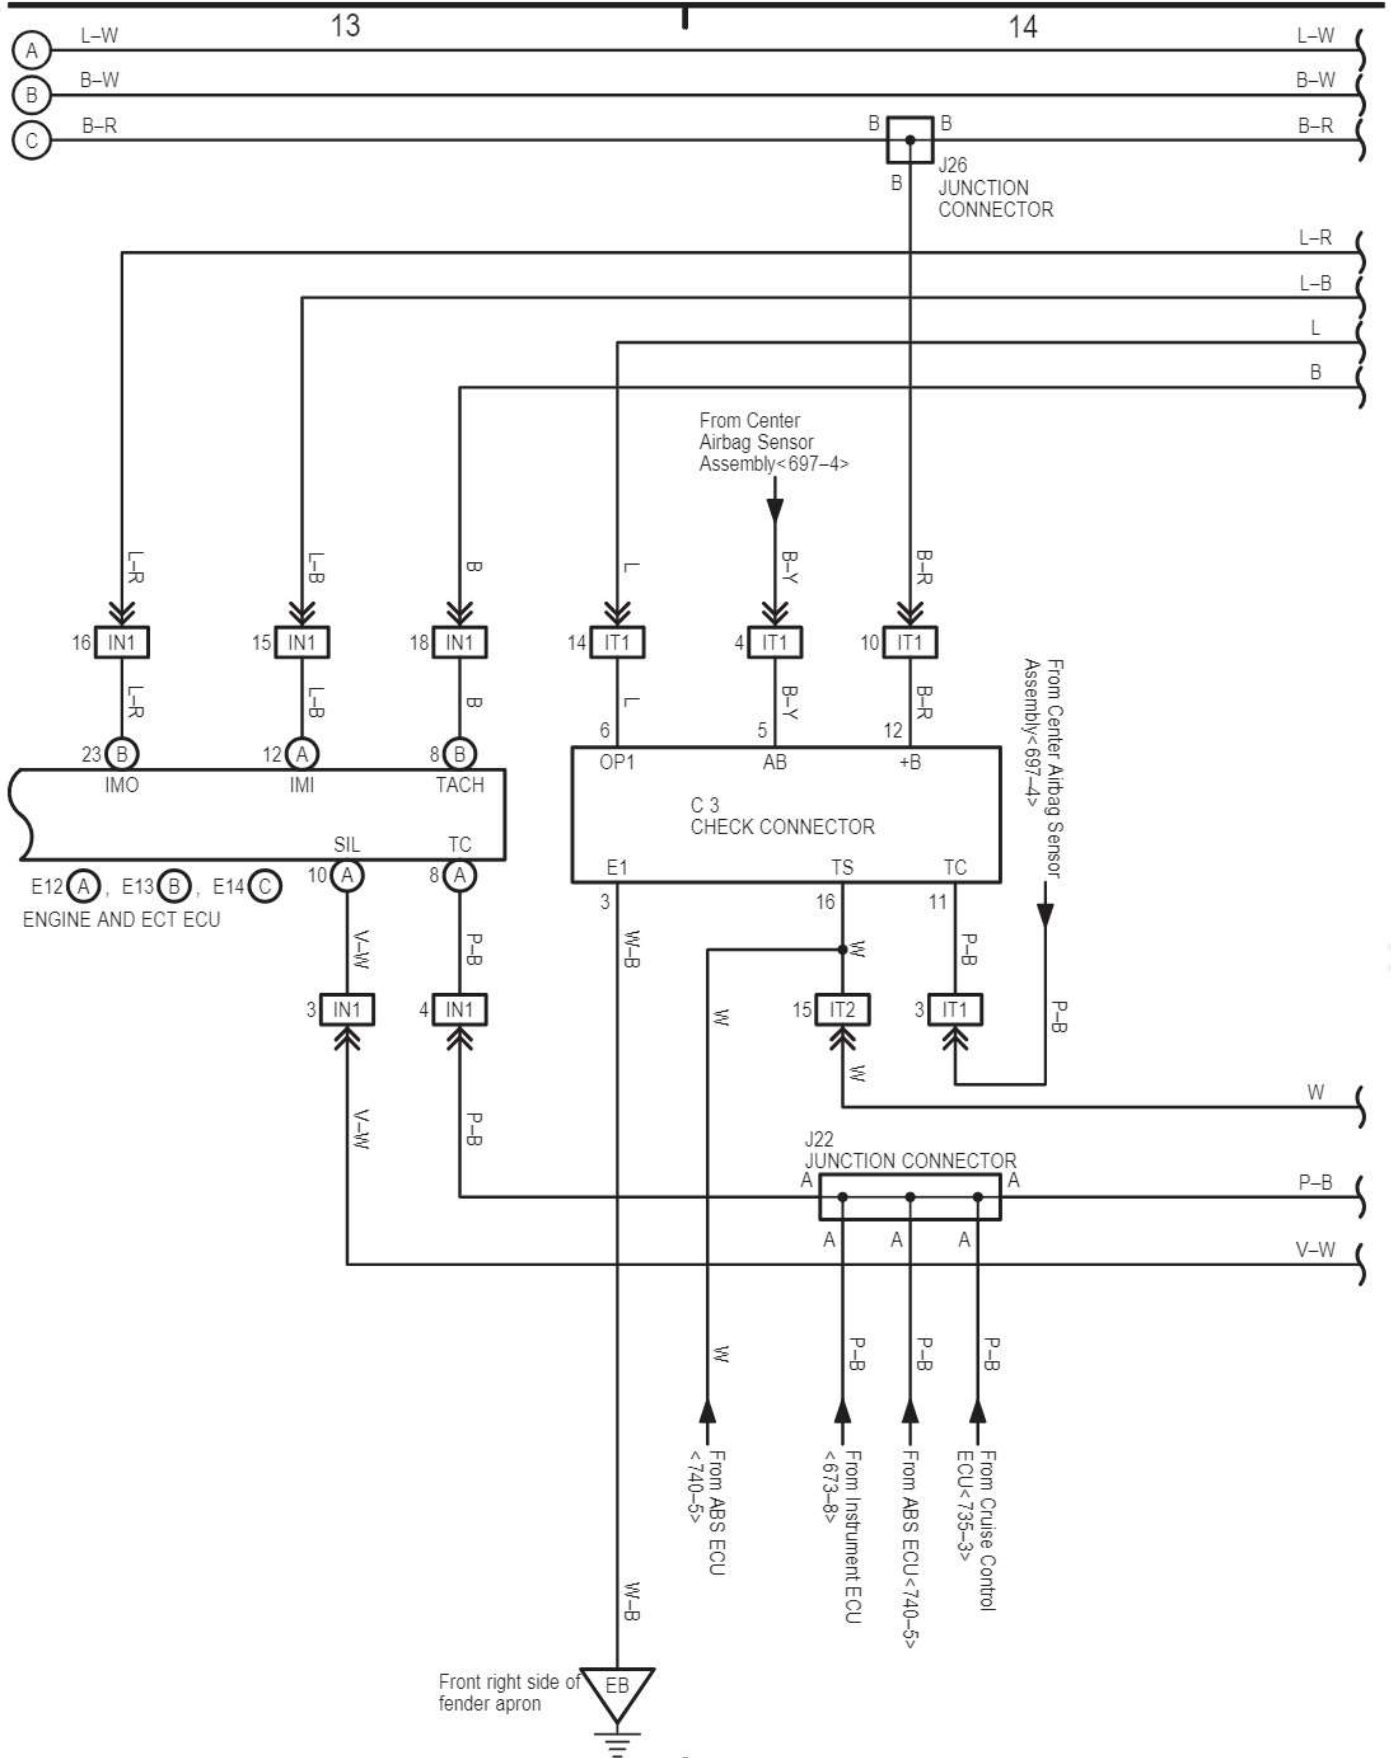 13
14
A
L–W
L–W
B
B–W
B–W
C
B–R
B
B
B–R
J26
B
JUNCTION
CONNECTOR
L–R
L–B
L
B
From Center
Airbag Sensor
Assembly<697–4>
L–R
L–B
B
L
B–Y
B–R
16 IN1
15 IN1
18 IN1
14 IT1
4 IT1
10 IT1
L–R
L–B
B
L
B–Y
B–R
From Center Airbag Sensor
Assembly<697–4>
23 B
12 A
8 B
6
5
12
IMO
IMI
TACH
OP1
AB
+B
C 3
CHECK CONNECTOR
SIL
TC
E1
TS
TC
10 A
8 A
E12 A , E13 B , E14 C
ENGINE AND ECT ECU
3
16
11
V–W
P–B
W–B
W
P–B
3 IN1
4 IN1
W
15 IT2
3 IT1
P–B
W
W
V–W
P–B
J22
JUNCTION CONNECTOR
A
A
P–B
A
A
A
V–W
W
P–B
P–B
P–B
From ABS ECU
<740–5>
From Instrument ECU
<673–8>
From ABS ECU<740–5>
From Cruise Control
ECU<735–3>
W–B
Front right side of
fender apron
EB